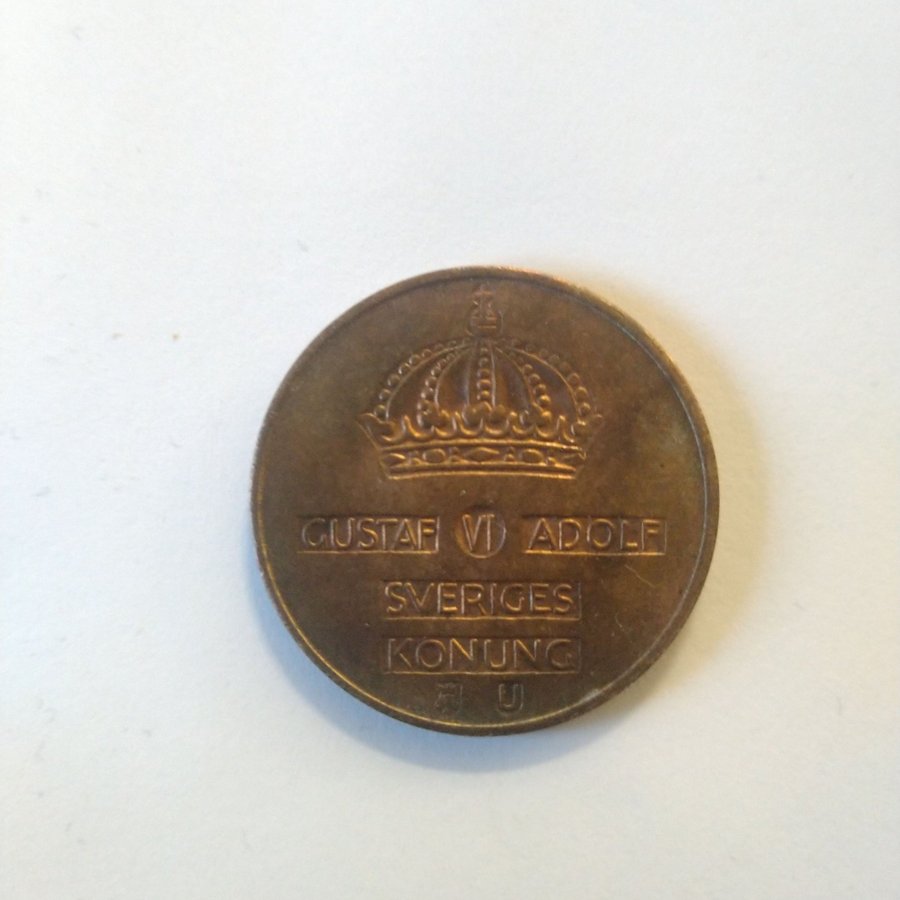 GUSTAF VI ADOLF
SVERIGES
KONUNG
U